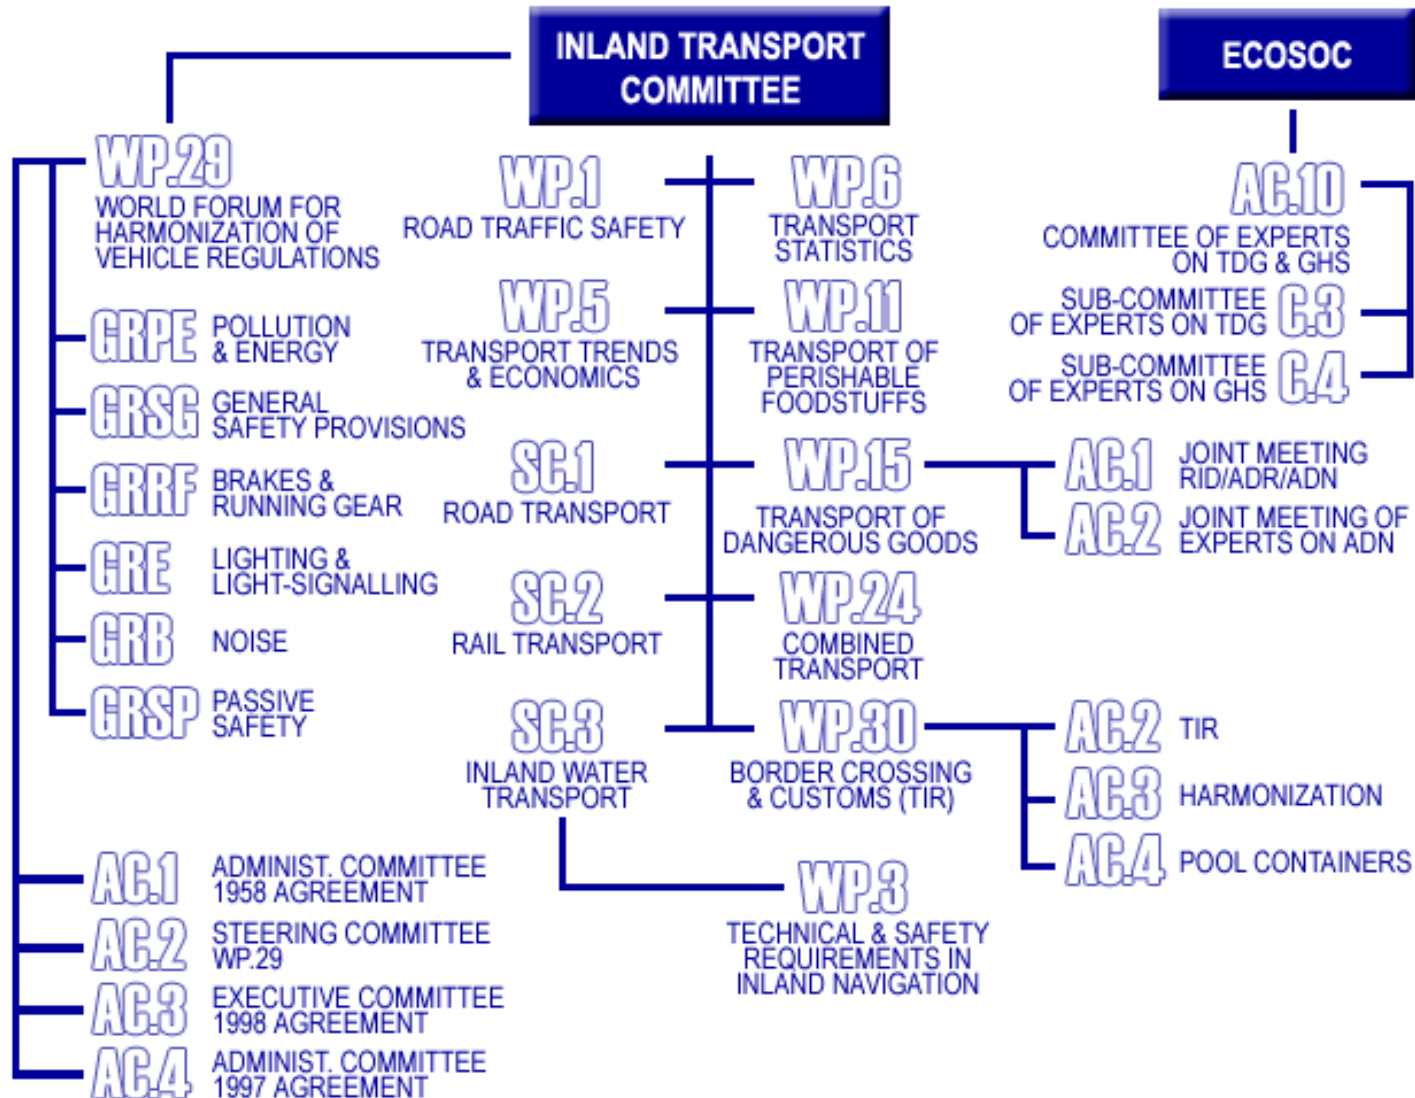 INLAND TRANSPORT
COMMITTEE
ECOSOC
WP.29
WORLD FORUM FOR
HARMONIZATION OF
VEHICLE REGULATIONS
GRPE
POLLUTION
& ENERGY
GRSG
GENERAL
SAFETY PROVISIONS
GRRF
BRAKES &
RUNNING GEAR
GRE
LIGHTING &
LIGHT-SIGNALLING
GRB
NOISE
GRSP
PASSIVE
SAFETY
AC.1
ADMINIST. COMMITTEE
1958 AGREEMENT
AC.2
STEERING COMMITTEE
WP.29
AC.3
EXECUTIVE COMMITTEE
1998 AGREEMENT
AC.4
ADMINIST. COMMITTEE
1997 AGREEMENT
WP.1
ROAD TRAFFIC SAFETY
WP.5
TRANSPORT TRENDS
& ECONOMICS
SC.1
ROAD TRANSPORT
SC.2
RAIL TRANSPORT
SC.3
INLAND WATER
TRANSPORT
WP.6
TRANSPORT
STATISTICS
WP.11
TRANSPORT OF
PERISHABLE
FOODSTUFFS
WP.15
TRANSPORT OF
DANGEROUS GOODS
WP.24
COMBINED
TRANSPORT
WP.30
BORDER CROSSING
& CUSTOMS (TIR)
WP.3
TECHNICAL & SAFETY
REQUIREMENTS IN
INLAND NAVIGATION
AC.10
COMMITTEE OF EXPERTS
ON TDG & GHS
SUB-COMMITTEE
OF EXPERTS ON TDG
C.3
SUB-COMMITTEE
OF EXPERTS ON GHS
C.4
AC.1
JOINT MEETING
RID/ADR/ADN
AC.2
JOINT MEETING OF
EXPERTS ON ADN
AC.2
TIR
AC.3
HARMONIZATION
AC.4
POOL CONTAINERS